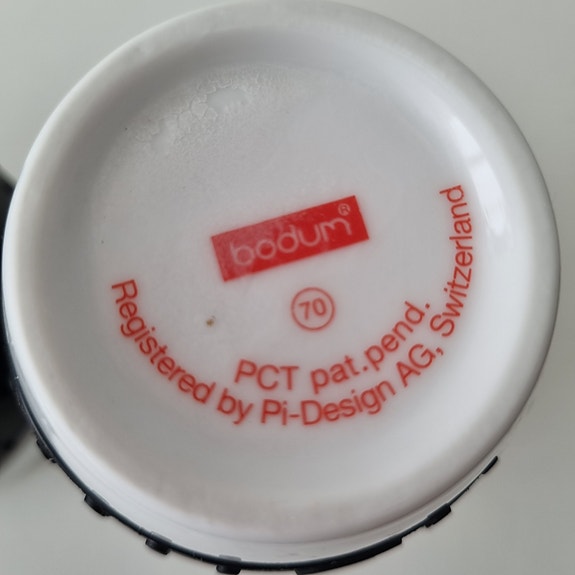 bodum®
70
PCT pat.pend.
Registered by Pi-Design AG, Switzerland